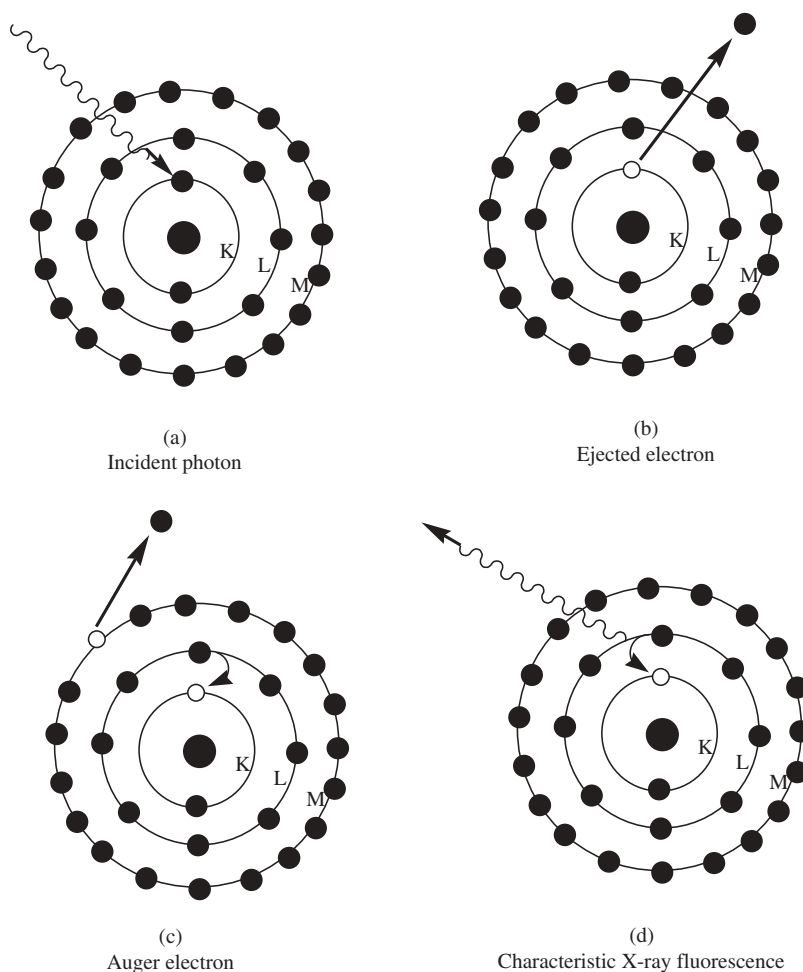 K
L
M
(a)
Incident photon
K
L
M
(b)
Ejected electron
K
L
M
(c)
Auger electron
K
L
M
(d)
Characteristic X-ray fluorescence